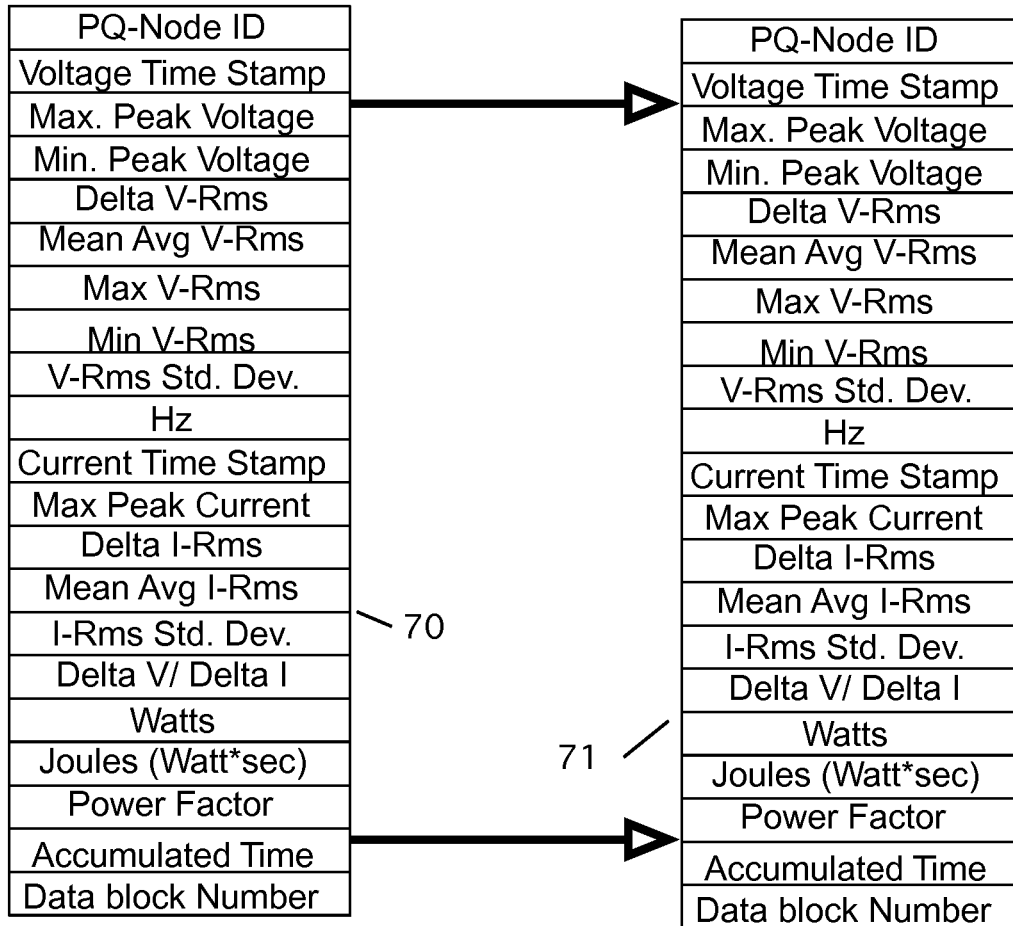 PQ-Node ID
Voltage Time Stamp
Max. Peak Voltage
Min. Peak Voltage
Delta V-Rms
Mean Avg V-Rms
Max V-Rms
Min V-Rms
V-Rms Std. Dev.
Hz
Current Time Stamp
Max Peak Current
Delta I-Rms
Mean Avg I-Rms
I-Rms Std. Dev.
Delta V/ Delta I
Watts
Joules (Watt*sec)
Power Factor
Accumulated Time
Data block Number
70
71
PQ-Node ID
Voltage Time Stamp
Max. Peak Voltage
Min. Peak Voltage
Delta V-Rms
Mean Avg V-Rms
Max V-Rms
Min V-Rms
V-Rms Std. Dev.
Hz
Current Time Stamp
Max Peak Current
Delta I-Rms
Mean Avg I-Rms
I-Rms Std. Dev.
Delta V/ Delta I
Watts
Joules (Watt*sec)
Power Factor
Accumulated Time
Data block Number